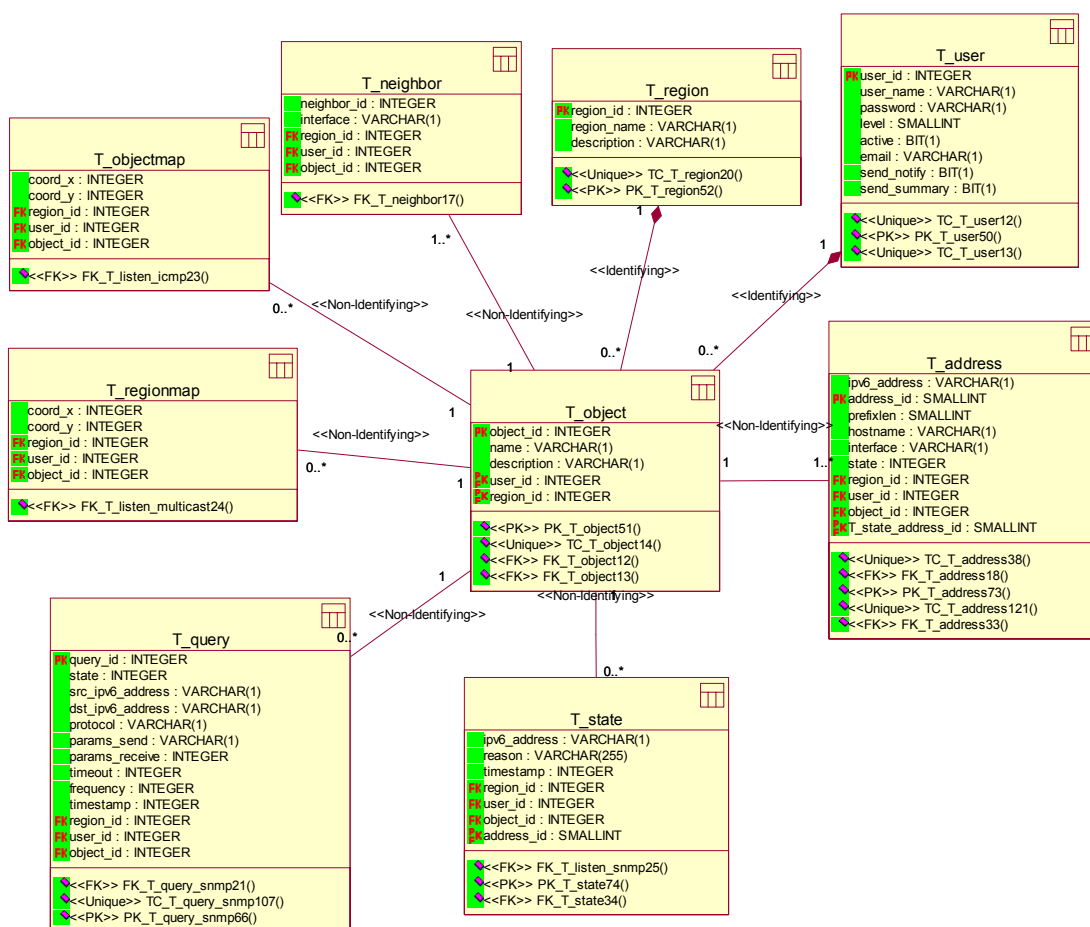 T_neighbor
neighbor_id : INTEGER
interface : VARCHAR(1)
FK region_id : INTEGER
FK user_id : INTEGER
FK object_id : INTEGER
<<FK>> FK_T_neighbor17()
T_region
PK region_id : INTEGER
region_name : VARCHAR(1)
description : VARCHAR(1)
<<Unique>> TC_T_region20()
<<PK>> PK_T_region52()
T_user
PK user_id : INTEGER
user_name : VARCHAR(1)
password : VARCHAR(1)
level : SMALLINT
active : BIT(1)
email : VARCHAR(1)
send_notify : BIT(1)
send_summary : BIT(1)
<<Unique>> TC_T_user12()
<<PK>> PK_T_user50()
<<Unique>> TC_T_user13()
T_objectmap
coord_x : INTEGER
coord_y : INTEGER
FK region_id : INTEGER
FK user_id : INTEGER
FK object_id : INTEGER
<<FK>> FK_T_listen_icmp23()
1..*
1
1
<<Identifying>>
<<Identifying>>
0..*
<<Non-Identifying>>
<<Non-Identifying>>
0..*
0..*
1
1
T_regionmap
coord_x : INTEGER
coord_y : INTEGER
FK region_id : INTEGER
FK user_id : INTEGER
FK object_id : INTEGER
<<FK>> FK_T_listen_multicast24()
<<Non-Identifying>>
0..*
1
T_object
PK object_id : INTEGER
name : VARCHAR(1)
description : VARCHAR(1)
PF user_id : INTEGER
PF region_id : INTEGER
<<PK>> PK_T_object51()
<<Unique>> TC_T_object14()
<<FK>> FK_T_object12()
<<FK>> FK_T_object13()
<<Non-Identifying>>
1
1..*
T_address
ipv6_address : VARCHAR(1)
PK address_id : SMALLINT
prefixlen : SMALLINT
hostname : VARCHAR(1)
interface : VARCHAR(1)
state : INTEGER
FK region_id : INTEGER
FK user_id : INTEGER
FK object_id : INTEGER
PF T_state_address_id : SMALLINT
<<Unique>> TC_T_address38()
<<FK>> FK_T_address18()
<<PK>> PK_T_address73()
<<Unique>> TC_T_address121()
<<FK>> FK_T_address33()
1
<<Non-Identifying>>
0..*
<<Non-Identifying>>
1
0..*
T_query
PK query_id : INTEGER
state : INTEGER
src_ipv6_address : VARCHAR(1)
dst_ipv6_address : VARCHAR(1)
protocol : VARCHAR(1)
params_send : VARCHAR(1)
params_receive : INTEGER
timeout : INTEGER
frequency : INTEGER
timestamp : INTEGER
FK region_id : INTEGER
FK user_id : INTEGER
FK object_id : INTEGER
<<FK>> FK_T_query_snmp21()
<<Unique>> TC_T_query_snmp107()
<<PK>> PK_T_query_snmp66()
T_state
ipv6_address : VARCHAR(1)
reason : VARCHAR(255)
timestamp : INTEGER
FK region_id : INTEGER
FK user_id : INTEGER
FK object_id : INTEGER
PF address_id : SMALLINT
<<FK>> FK_T_listen_snmp25()
<<PK>> PK_T_state74()
<<FK>> FK_T_state34()